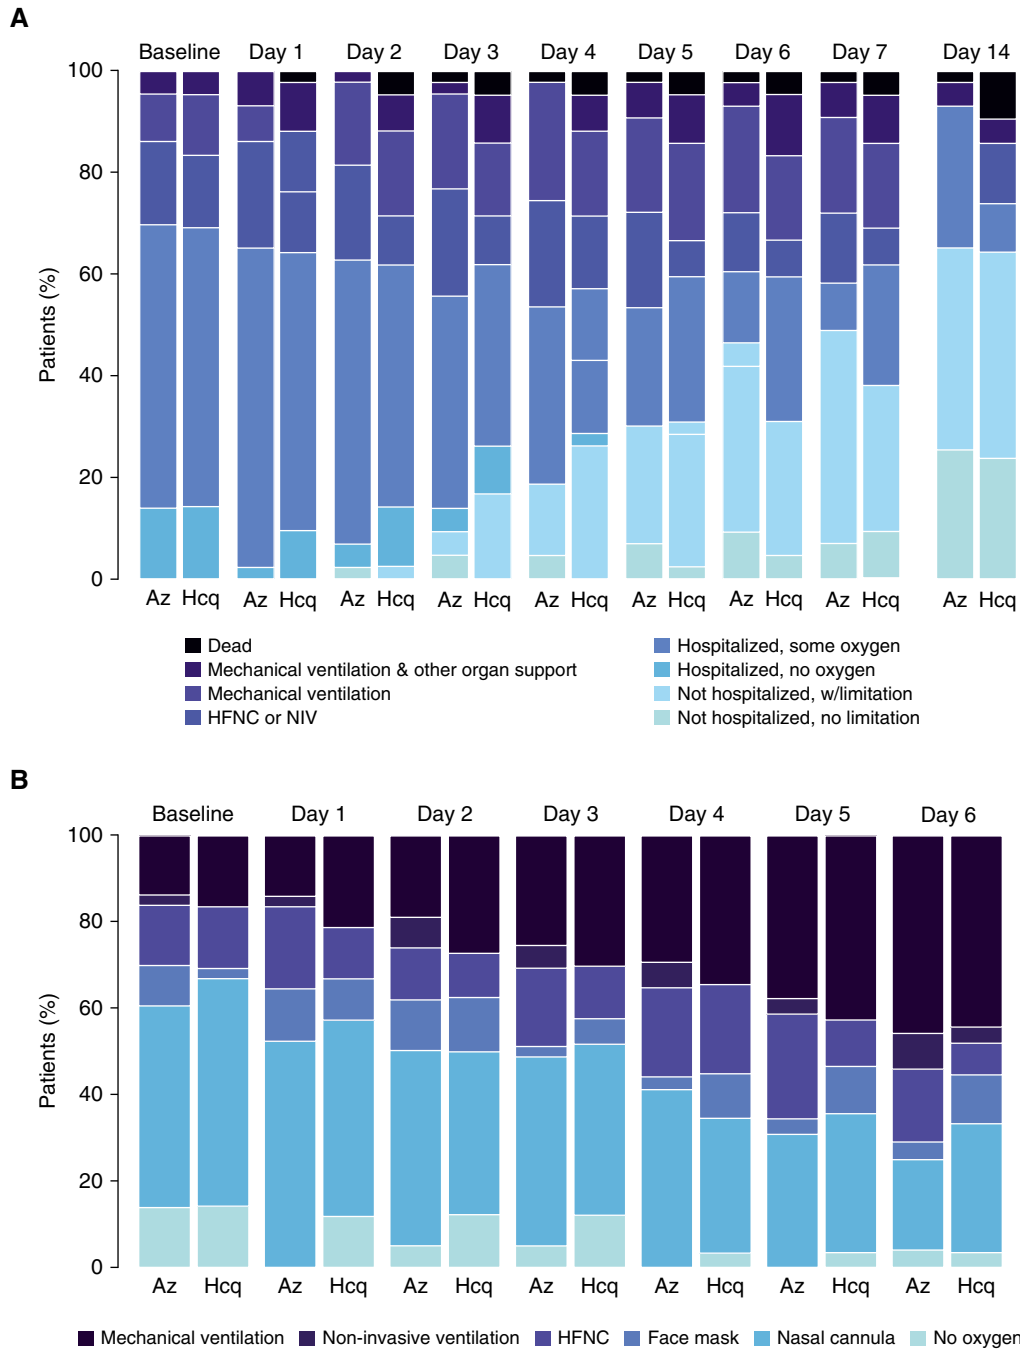 A
Baseline Day 1 Day 2 Day 3 Day 4 Day 5 Day 6 Day 7 Day 14
100
80
60
40
20
0
Patients (%)
Az Hcq Az Hcq Az Hcq Az Hcq Az Hcq Az Hcq Az Hcq Az Hcq Az Hcq
Dead
Mechanical ventilation & other organ support
Mechanical ventilation
HFNC or NIV
Hospitalized, some oxygen
Hospitalized, no oxygen
Not hospitalized, w/limitation
Not hospitalized, no limitation
B
Baseline Day 1 Day 2 Day 3 Day 4 Day 5 Day 6
100
80
60
40
20
0
Patients (%)
Az Hcq Az Hcq Az Hcq Az Hcq Az Hcq Az Hcq Az Hcq
Mechanical ventilation Non-invasive ventilation HFNC Face mask Nasal cannula No oxygen